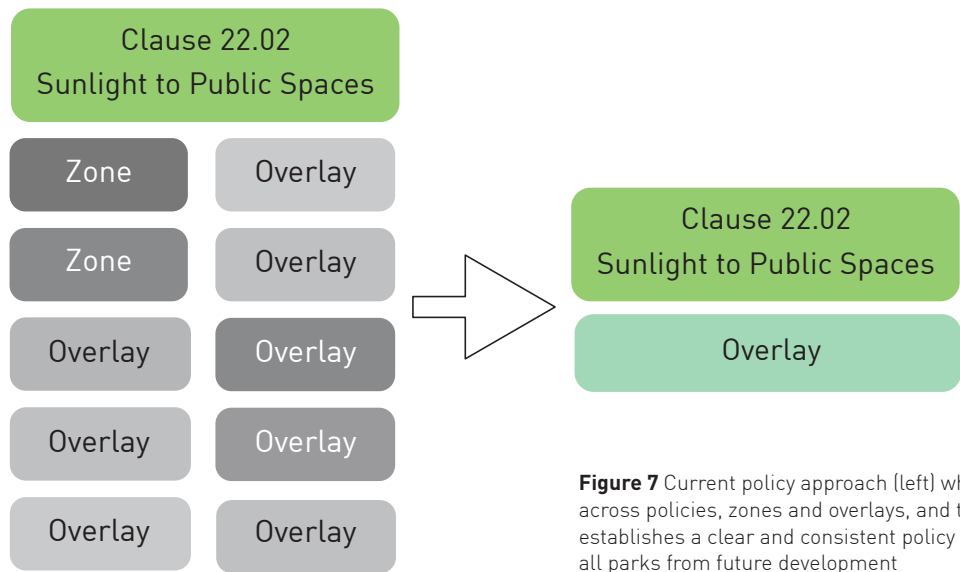 Clause 22.02
Sunlight to Public Spaces
Zone
Overlay
Zone
Overlay
Overlay
Overlay
Overlay
Overlay
Overlay
Overlay
Clause 22.02
Sunlight to Public Spaces
Overlay
Figure 7 Current policy approach (left)
across policies, zones and overlays, and
establishes a clear and consistent policy
all parks from future development